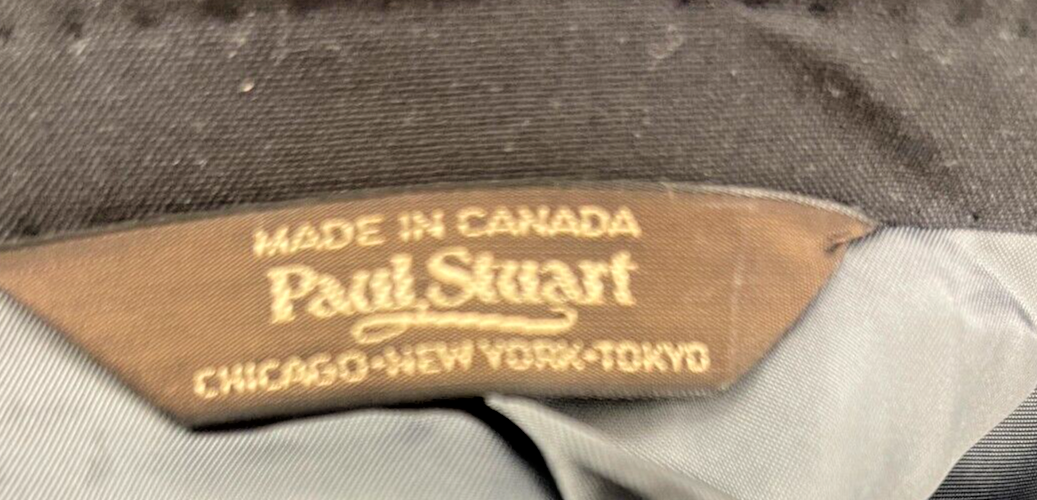 MADE IN CANADA
Paul Stuart
CHICAGO-NEW YORK-TOKYO